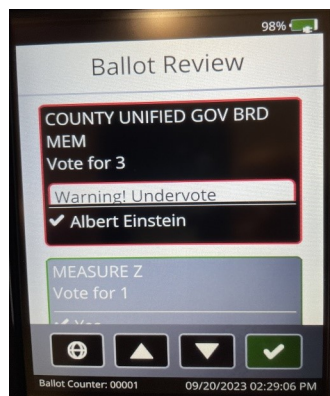 98%
Ballot Review
COUNTY UNIFIED GOV BRD
MEM
Vote for 3
Warning! Undervote
✔ Albert Einstein
MEASURE Z
Vote for 1
Ballot Counter: 00001 09/20/2023 02:29:06 PM